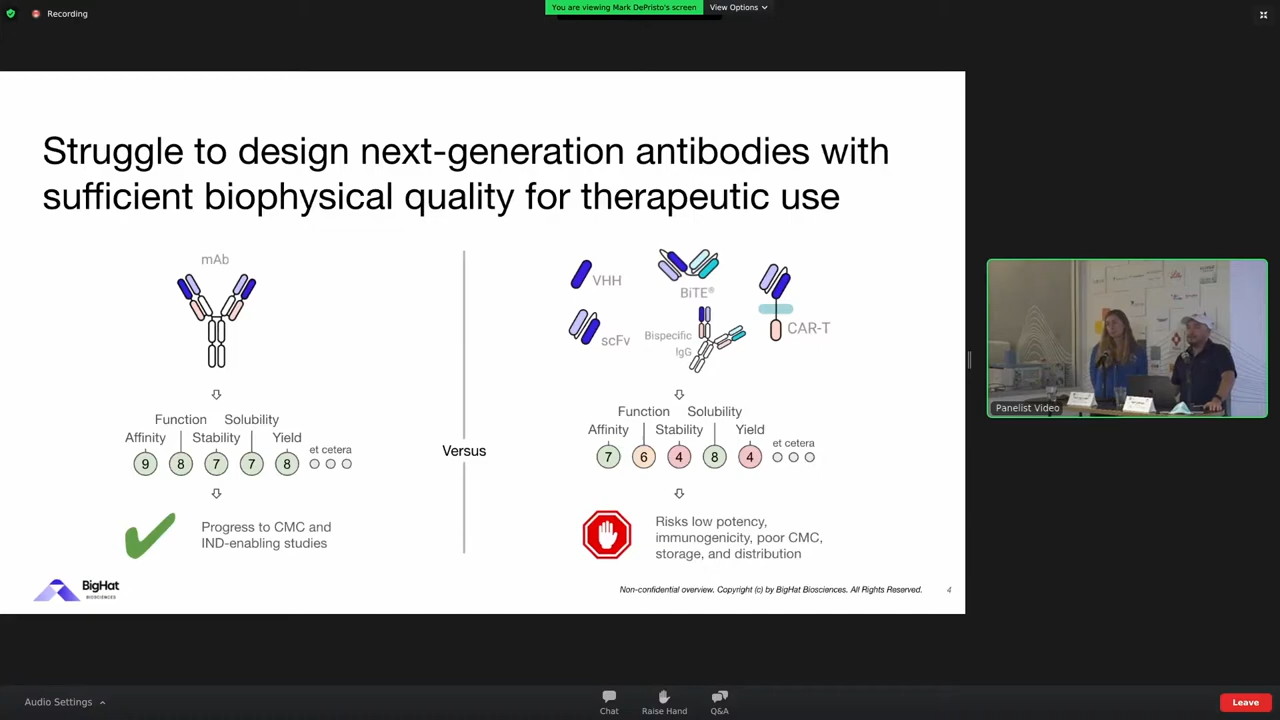 Recording
You are viewing Mark DePristo's screen
View Options
Struggle to design next-generation antibodies with
sufficient biophysical quality for therapeutic use
mAb
Function Solubility
Affinity Stability Yield
et cetera
9 8 7 7 8
Progress to CMC and
IND-enabling studies
Versus
VHH
BiTE®
scFv
Bispecific
IgG
CAR-T
Function Solubility
Affinity Stability Yield
et cetera
7 6 4 8 4
Risks low potency,
immunogenicity, poor CMC,
storage, and distribution
BigHat
BIOSCIENCES
Non-confidential overview. Copyright (c) by BigHat Biosciences. All Rights Reserved.
4
Panelist Video
Audio Settings
Chat
Raise Hand
Q&A
Leave